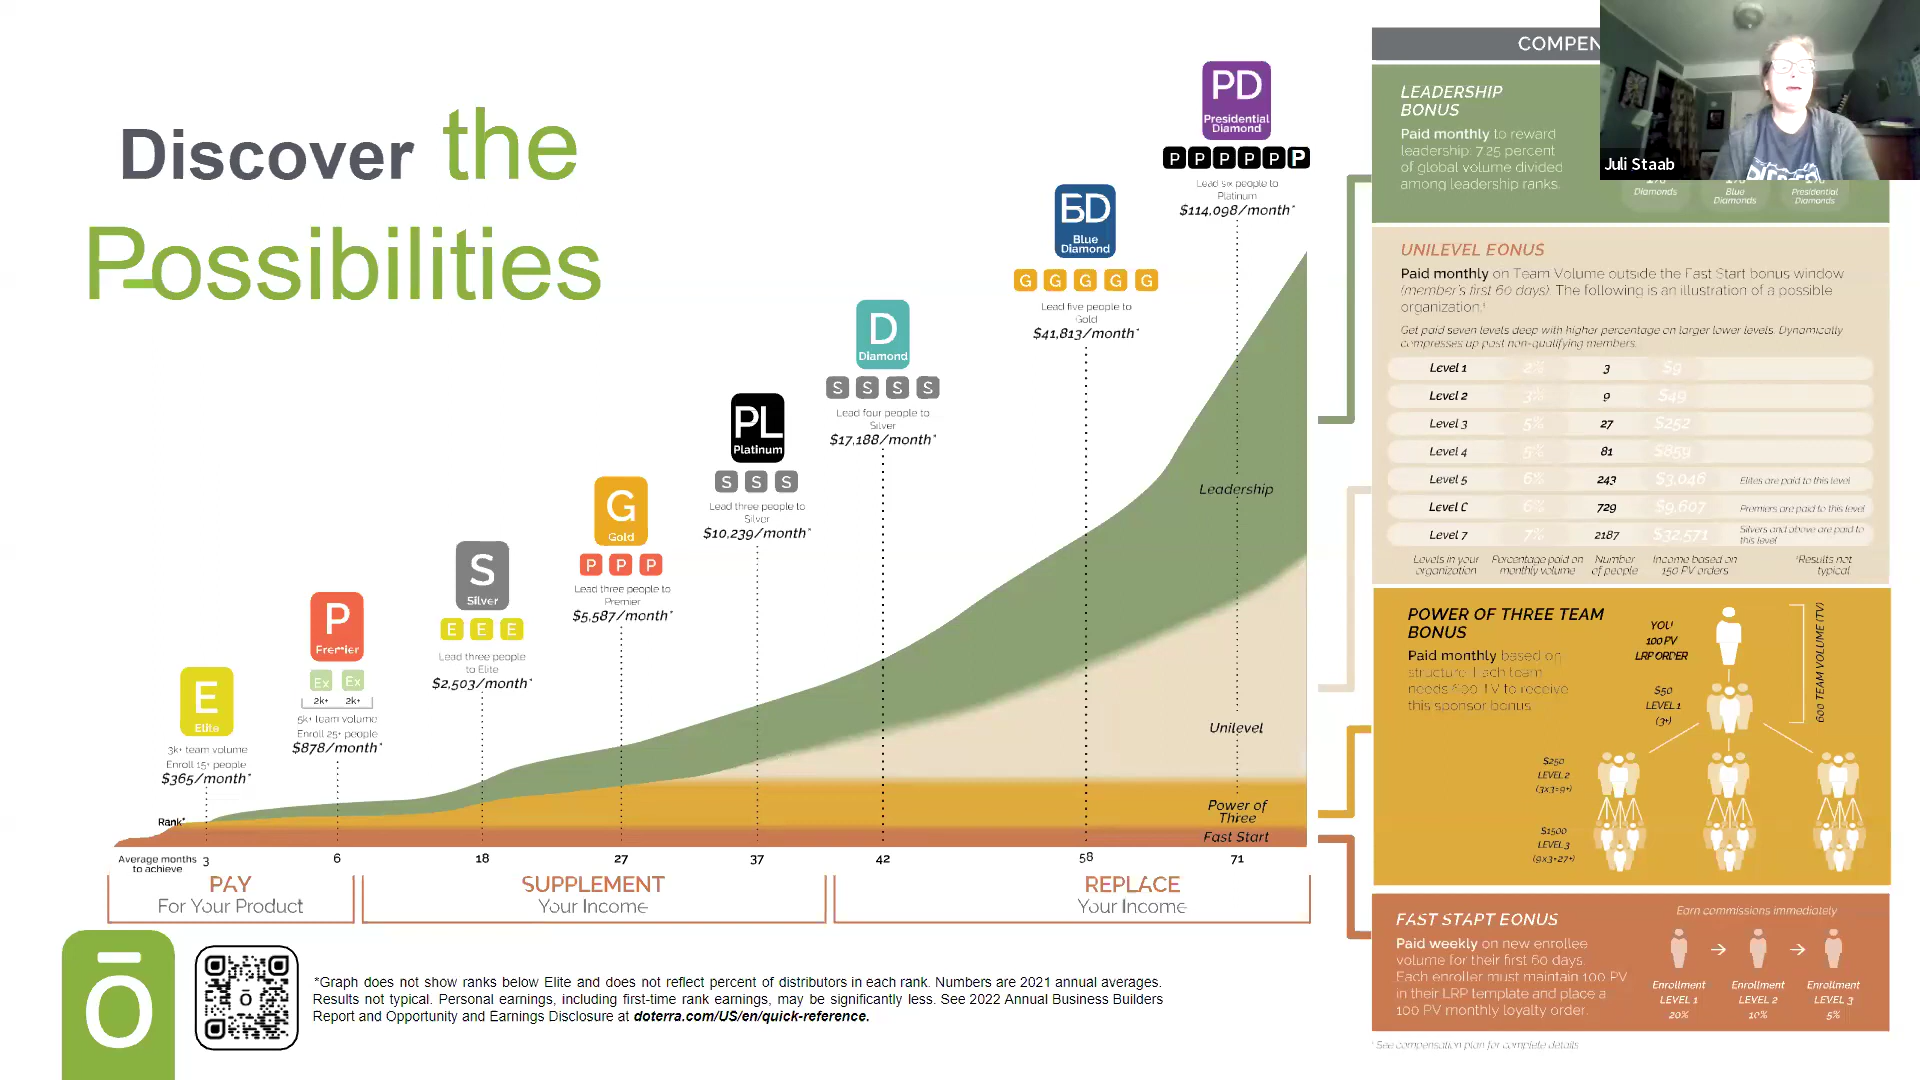 Discover the
Possibilities
E
Elite
3k+ team volume
Enroll 15+ people
$365/month*
P
Premier
Ex Ex
2k+ 2k+
5k+ team volume
Enroll 25+ people
$878/month*
S
Silver
E E E
Lead three people
to Elite
$2,503/month*
G
Gold
P P P
Lead three people to
Premier
$5,587/month*
PL
Platinum
S S S
Lead three people to
Silver
$10,239/month*
D
Diamond
S S S S
Lead four people to
Silver
$17,188/month*
BD
Blue
Diamond
G G G G G
Lead five people to
Gold
$41,813/month*
PD
Presidential
Diamond
P P P P P P
Lead six people to
Platinum
$114,098/month*
Leadership
Unilevel
Power of
Three
Fast Start
Rank*
Average months
to achieve
3 6 18 27 37 42 58 71
PAY
For Your Product
SUPPLEMENT
Your Income
REPLACE
Your Income
ō
*Graph does not show ranks below Elite and does not reflect percent of distributors in each rank. Numbers are 2021 annual averages.
Results not typical. Personal earnings, including first-time rank earnings, may be significantly less. See 2022 Annual Business Builders
Report and Opportunity and Earnings Disclosure at doterra.com/US/en/quick-reference.
COMPEN
LEADERSHIP
BONUS
Paid monthly to reward
leadership. 7.25 percent
of global volume divided
among leadership ranks.
Diamonds
Blue
Diamonds
Presidential
Diamonds
Juli Staab
UNILEVEL BONUS
Paid monthly on Team Volume outside the Fast Start bonus window
(member's first 60 days). The following is an illustration of a possible
organization.†
Get paid seven levels deep with higher percentage on larger lower levels. Dynamically
compresses up past non-qualifying members.
Level 1 2% 3 $9
Level 2 3% 9 $49
Level 3 5% 27 $252
Level 4 5% 81 $859
Level 5 6% 243 $3,046 Elites are paid to this level
Level 6 6% 729 $9,607 Premiers are paid to this level
Level 7 7% 2187 $32,571 Silvers and above are paid to
this level
Levels in your
organization
Percentage paid on
monthly volume
Number
of people
Income based on
150 PV orders
†Results not
typical
POWER OF THREE TEAM
BONUS
Paid monthly based on
structure. Each team
needs 600 TV to receive
this sponsor bonus.
YOU
100 PV
LRP ORDER
$50
LEVEL 1
(3+)
$250
LEVEL 2
(3x3=9+)
$1500
LEVEL 3
(9x3=27+)
600 TEAM VOLUME (TV)
FAST START BONUS
Paid weekly on new enrollee
volume for their first 60 days.
Each enroller must maintain 100 PV
in their LRP template and place a
100 PV monthly loyalty order.
Earn commissions immediately
Enrollment
LEVEL 1
20%
Enrollment
LEVEL 2
10%
Enrollment
LEVEL 3
5%
* See compensation plan for complete details